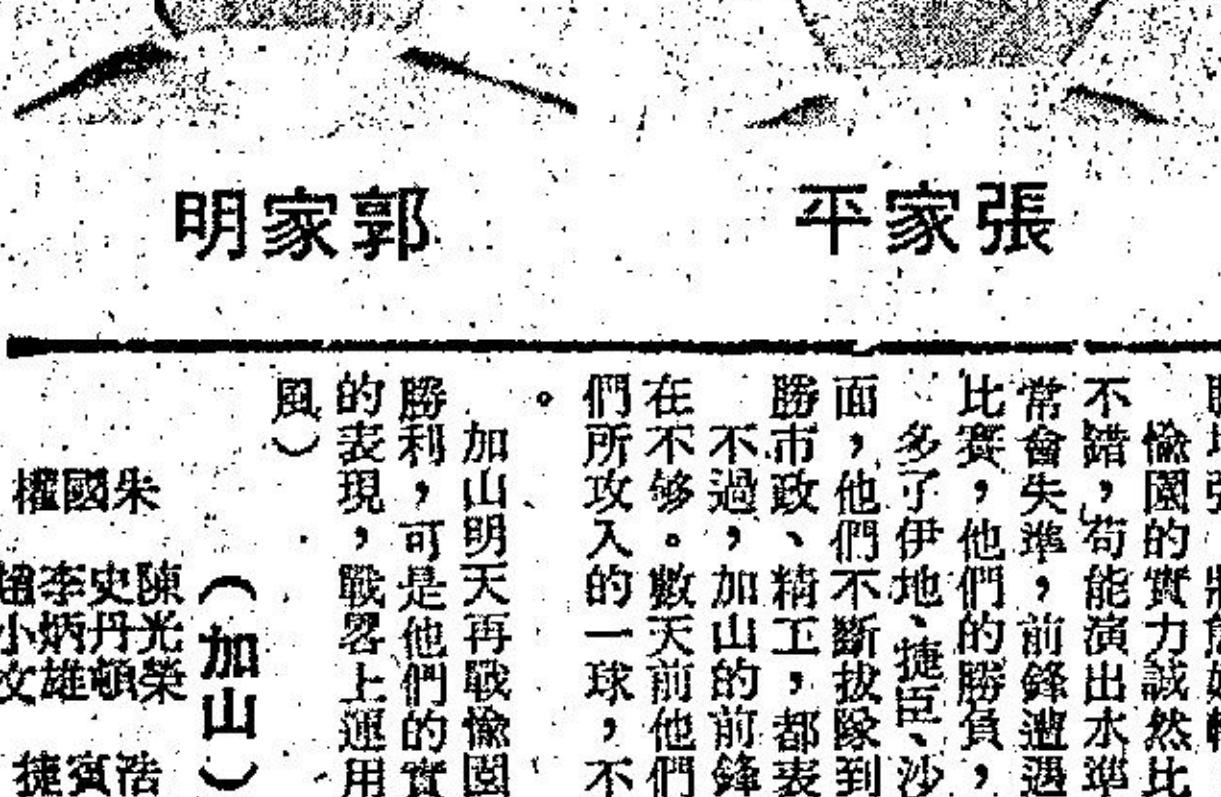 張家平
郭家明
愉園的實力誠然比
不錯，苟能演出水準
常會失準，前鋒遭遇
比賽，他們的勝負，
多了伊地、捷臣、沙
面，他們不斷拔隊到
勝市政、精工，都表
不過，加山的前鋒
在不够。數天前他們
們所攻入的一球，不
。
加山明天再戰愉園
勝利，可是他們的實
的表現，戰畧上運用
風）
（加山）
朱國權
陳光榮
史丹頓
李炳雄
趙小文
浩
賓
捷